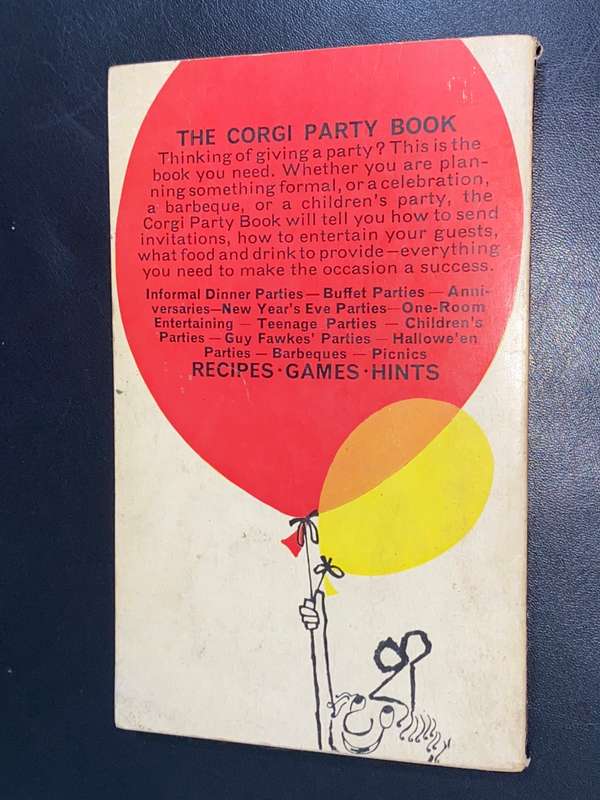 THE CORGI PARTY BOOK
Thinking of giving a party? This is the
book you need. Whether you are plan-
ning something formal, or a celebration,
a barbeque, or a children's party, the
Corgi Party Book will tell you how to send
invitations, how to entertain your guests,
what food and drink to provide—everything
you need to make the occasion a success.
Informal Dinner Parties — Buffet Parties — Anni-
versaries—New Year's Eve Parties—One-Room
Entertaining — Teenage Parties — Children's
Parties — Guy Fawkes' Parties — Hallowe'en
Parties — Barbeques — Picnics
RECIPES · GAMES · HINTS